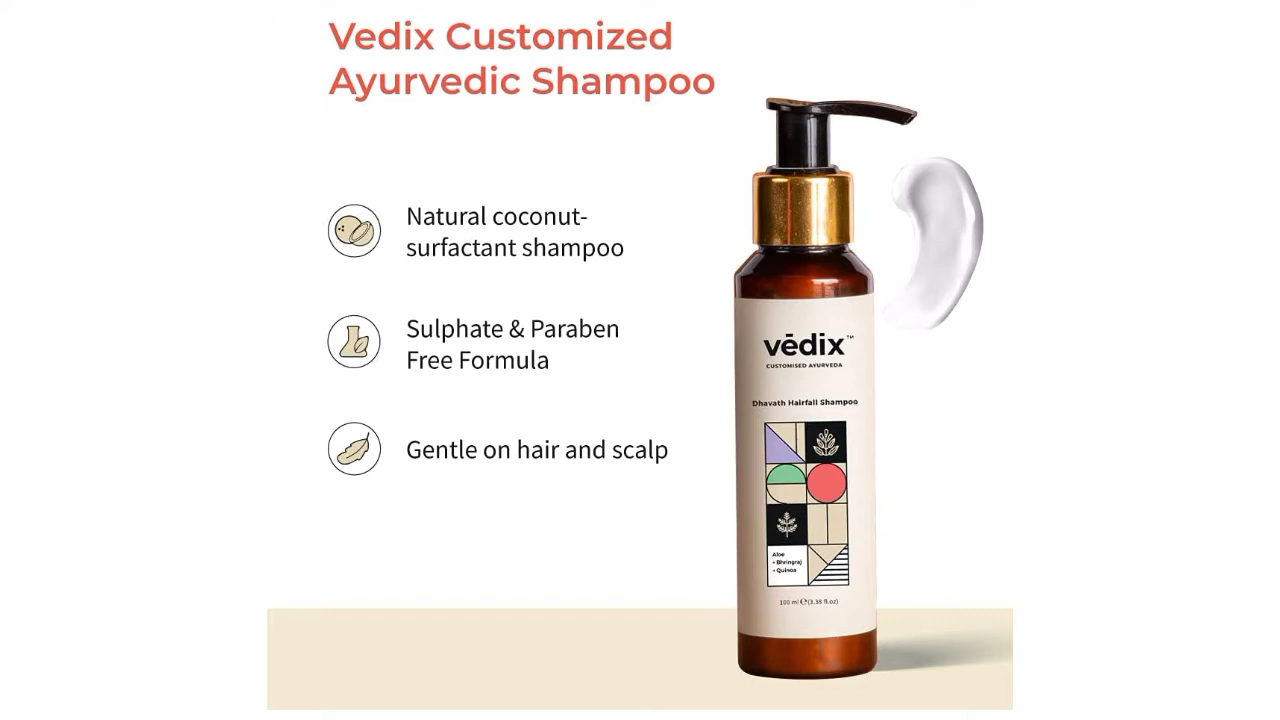 Vedix Customized
Ayurvedic Shampoo
Natural coconut-
surfactant shampoo
Sulphate & Paraben
Free Formula
Gentle on hair and scalp
vēdix™
CUSTOMISED AYURVEDA
Dhavath Hairfall Shampoo
Aloe
+ Bhringraj
+ Quinoa
100 ml ℮ (3.38 fl.oz)